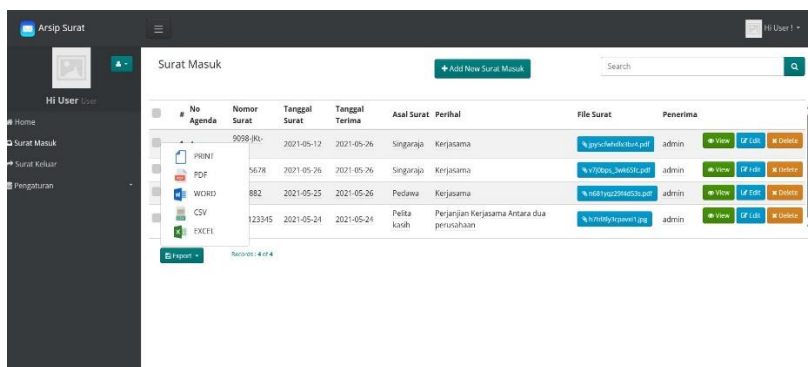 Arsip Surat
Hi User ! 
Hi User User
Home
Surat Masuk
Surat Keluar
Pengaturan
Surat Masuk
Add New Surat Masuk
Search
# No Agenda Nomor Surat Tanggal Surat Tanggal Terima Asal Surat Perihal File Surat Penerima
9098-JKt- 2021-05-12 2021-05-26 Singaraja Kerjasama admin View Edit Delete
5678 2021-05-26 2021-05-26 Singaraja Kerjasama admin View Edit Delete
882 2021-05-25 2021-05-26 Pedawa Kerjasama admin View Edit Delete
123345 2021-05-24 2021-05-24 Pelita kasih Perjanjian Kerjasama Antara dua perusahaan admin View Edit Delete
PRINT
PDF
WORD
CSV
EXCEL
Export
Records : 4 of 4